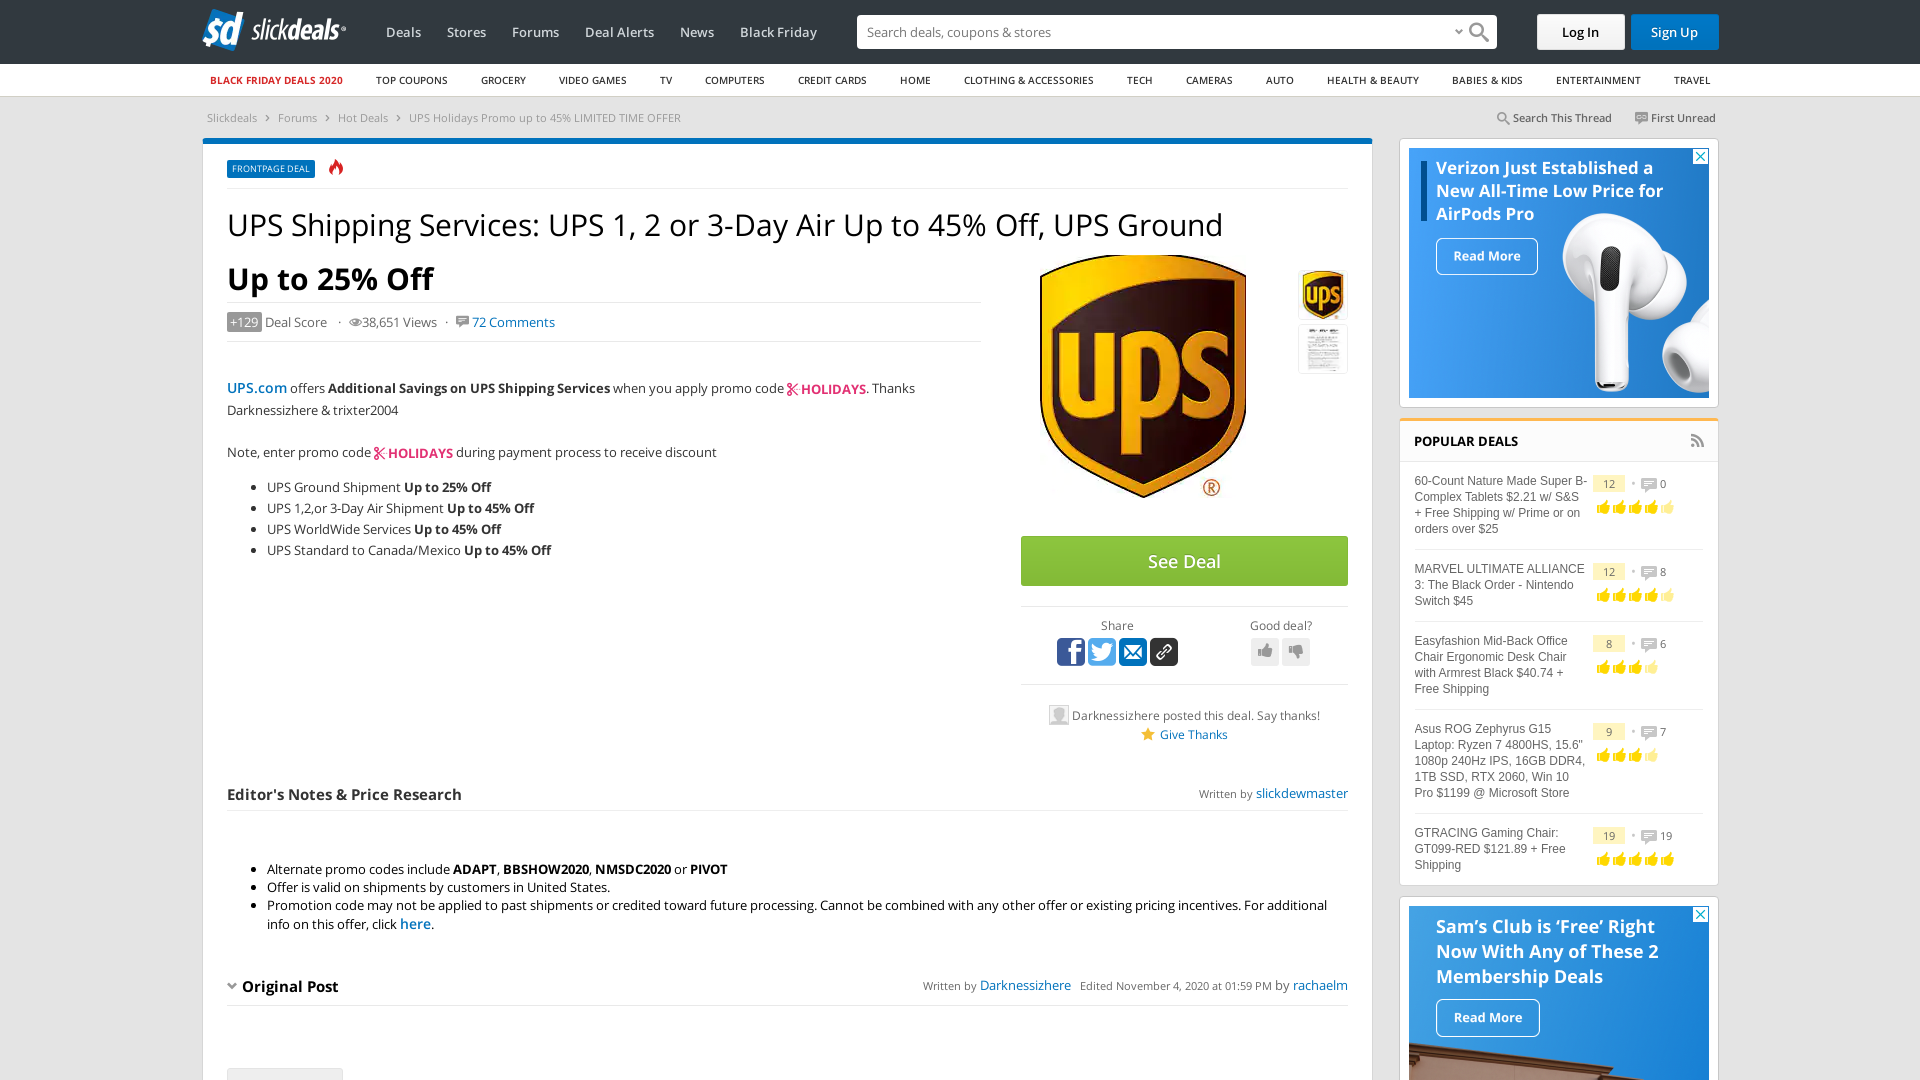 $d slickdeals
Deals
Stores
Forums
Deal Alerts
News
Black Friday
Search deals, coupons & stores
Log In
Sign Up
BLACK FRIDAY DEALS 2020
TOP COUPONS
GROCERY
VIDEO GAMES
TV
COMPUTERS
CREDIT CARDS
HOME
CLOTHING & ACCESSORIES
TECH
CAMERAS
AUTO
HEALTH & BEAUTY
BABIES & KIDS
ENTERTAINMENT
TRAVEL
Slickdeals › Forums › Hot Deals › UPS Holidays Promo up to 45% LIMITED TIME OFFER
Search This Thread
First Unread
FRONTPAGE DEAL
UPS Shipping Services: UPS 1, 2 or 3-Day Air Up to 45% Off, UPS Ground
Up to 25% Off
+129 Deal Score · 38,651 Views · 72 Comments
UPS.com offers Additional Savings on UPS Shipping Services when you apply promo code HOLIDAYS. Thanks
Darknessizhere & trixter2004
Note, enter promo code HOLIDAYS during payment process to receive discount
• UPS Ground Shipment Up to 25% Off
• UPS 1,2,or 3-Day Air Shipment Up to 45% Off
• UPS WorldWide Services Up to 45% Off
• UPS Standard to Canada/Mexico Up to 45% Off
ups
®
ups
See Deal
Share
Good deal?
Darknessizhere posted this deal. Say thanks!
Give Thanks
Editor's Notes & Price Research
Written by slickdewmaster
• Alternate promo codes include ADAPT, BBSHOW2020, NMSDC2020 or PIVOT
• Offer is valid on shipments by customers in United States.
• Promotion code may not be applied to past shipments or credited toward future processing. Cannot be combined with any other offer or existing pricing incentives. For additional
info on this offer, click here.
Original Post
Written by Darknessizhere Edited November 4, 2020 at 01:59 PM by rachaelm
Verizon Just Established a
New All-Time Low Price for
AirPods Pro
Read More
POPULAR DEALS
60-Count Nature Made Super B-
Complex Tablets $2.21 w/ S&S
+ Free Shipping w/ Prime or on
orders over $25
12 • 0
MARVEL ULTIMATE ALLIANCE
3: The Black Order - Nintendo
Switch $45
12 • 8
Easyfashion Mid-Back Office
Chair Ergonomic Desk Chair
with Armrest Black $40.74 +
Free Shipping
8 • 6
Asus ROG Zephyrus G15
Laptop: Ryzen 7 4800HS, 15.6"
1080p 240Hz IPS, 16GB DDR4,
1TB SSD, RTX 2060, Win 10
Pro $1199 @ Microsoft Store
9 • 7
GTRACING Gaming Chair:
GT099-RED $121.89 + Free
Shipping
19 • 19
Sam's Club is ‘Free’ Right
Now With Any of These 2
Membership Deals
Read More